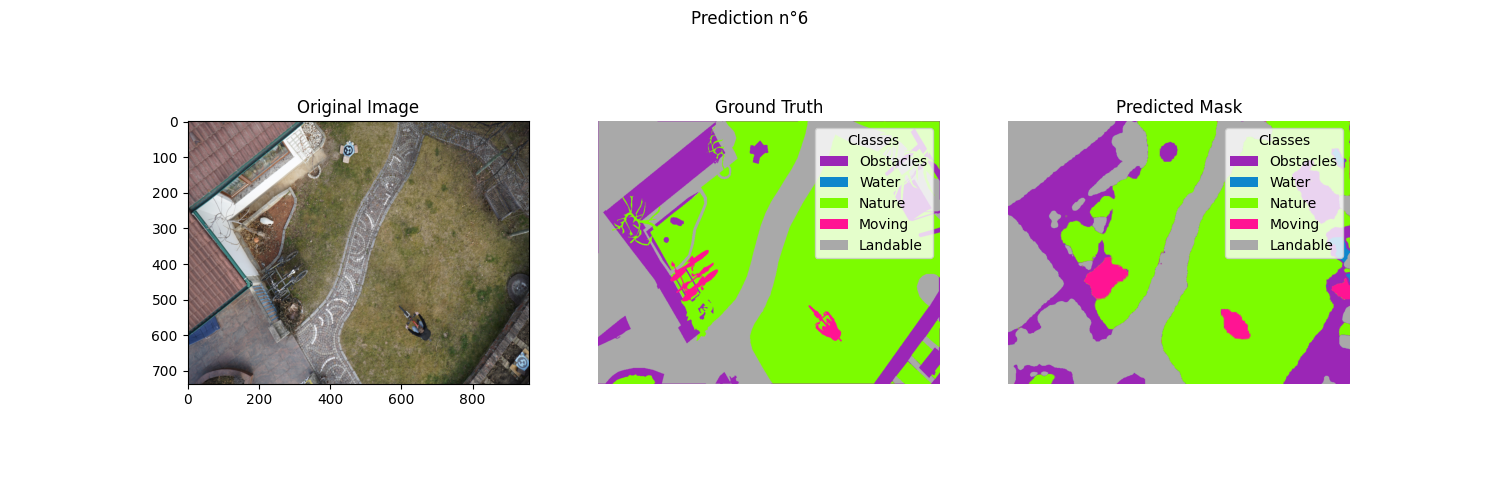 Prediction n°6
Original Image
Ground Truth
Predicted Mask
0
100
200
300
400
500
600
700
0
200
400
600
800
Classes
Obstacles
Water
Nature
Moving
Landable
Classes
Obstacles
Water
Nature
Moving
Landable